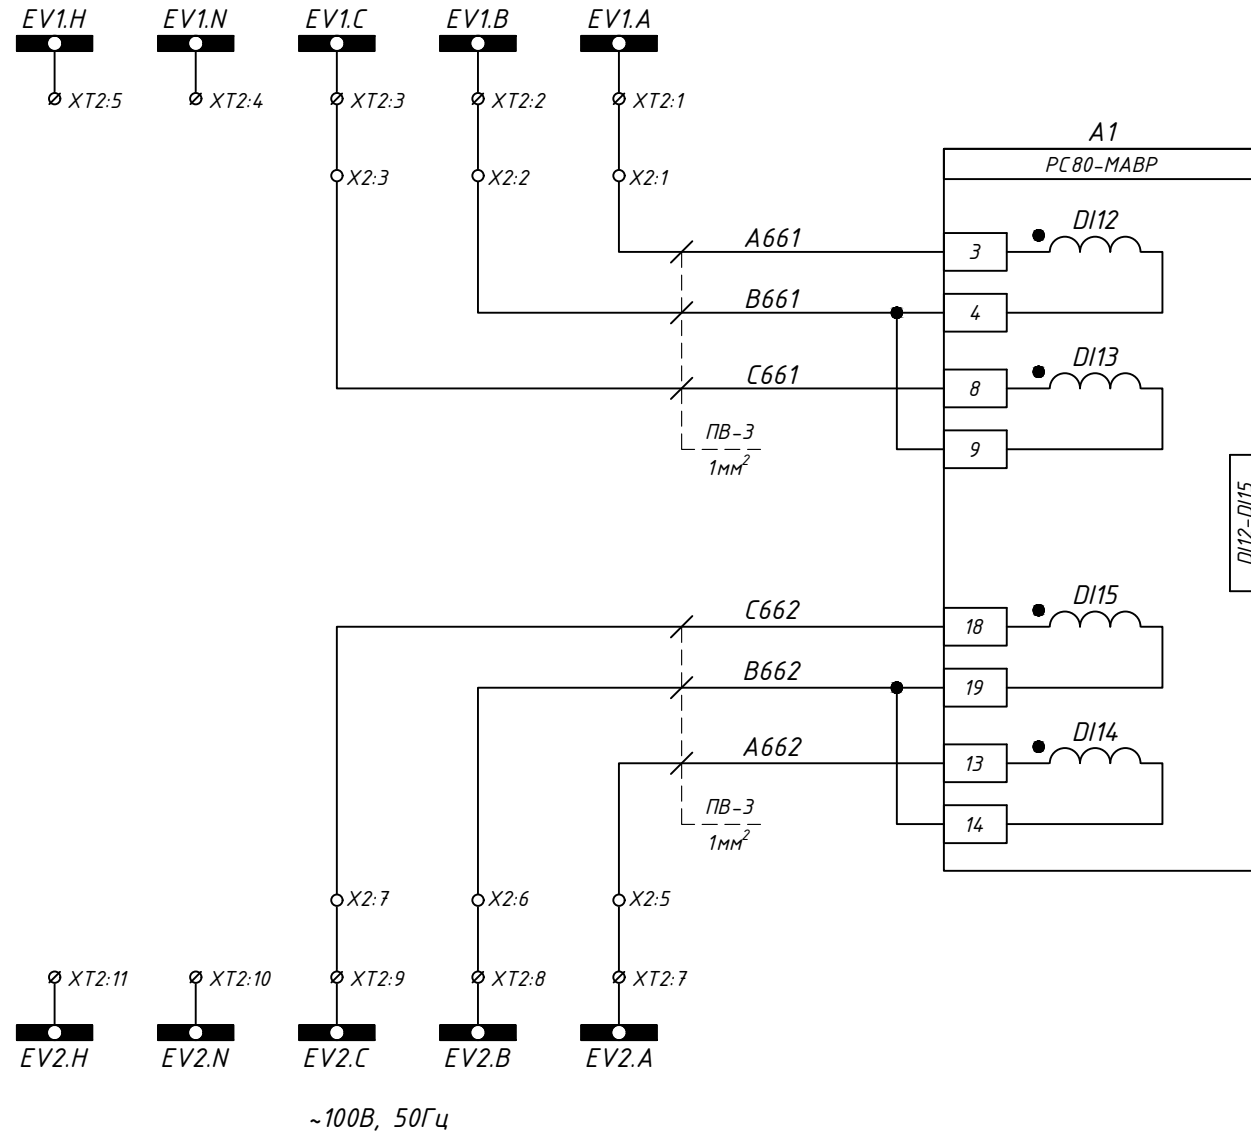 EV1.H EV1.N EV1.C EV1.B EV1.A
XT2:5 XT2:4 XT2:3 XT2:2 XT2:1
A1
РС80-МАВР
X2:3 X2:2 X2:1
A661 3 DI12
B661 4
C661 8 DI13
ПВ-3
1мм²
9
DI12-DI15
C662 18 DI15
B662 19
A662 13 DI14
ПВ-3
1мм²
14
X2:7 X2:6 X2:5
XT2:11 XT2:10 XT2:9 XT2:8 XT2:7
EV2.H EV2.N EV2.C EV2.B EV2.A
~100В, 50Гц